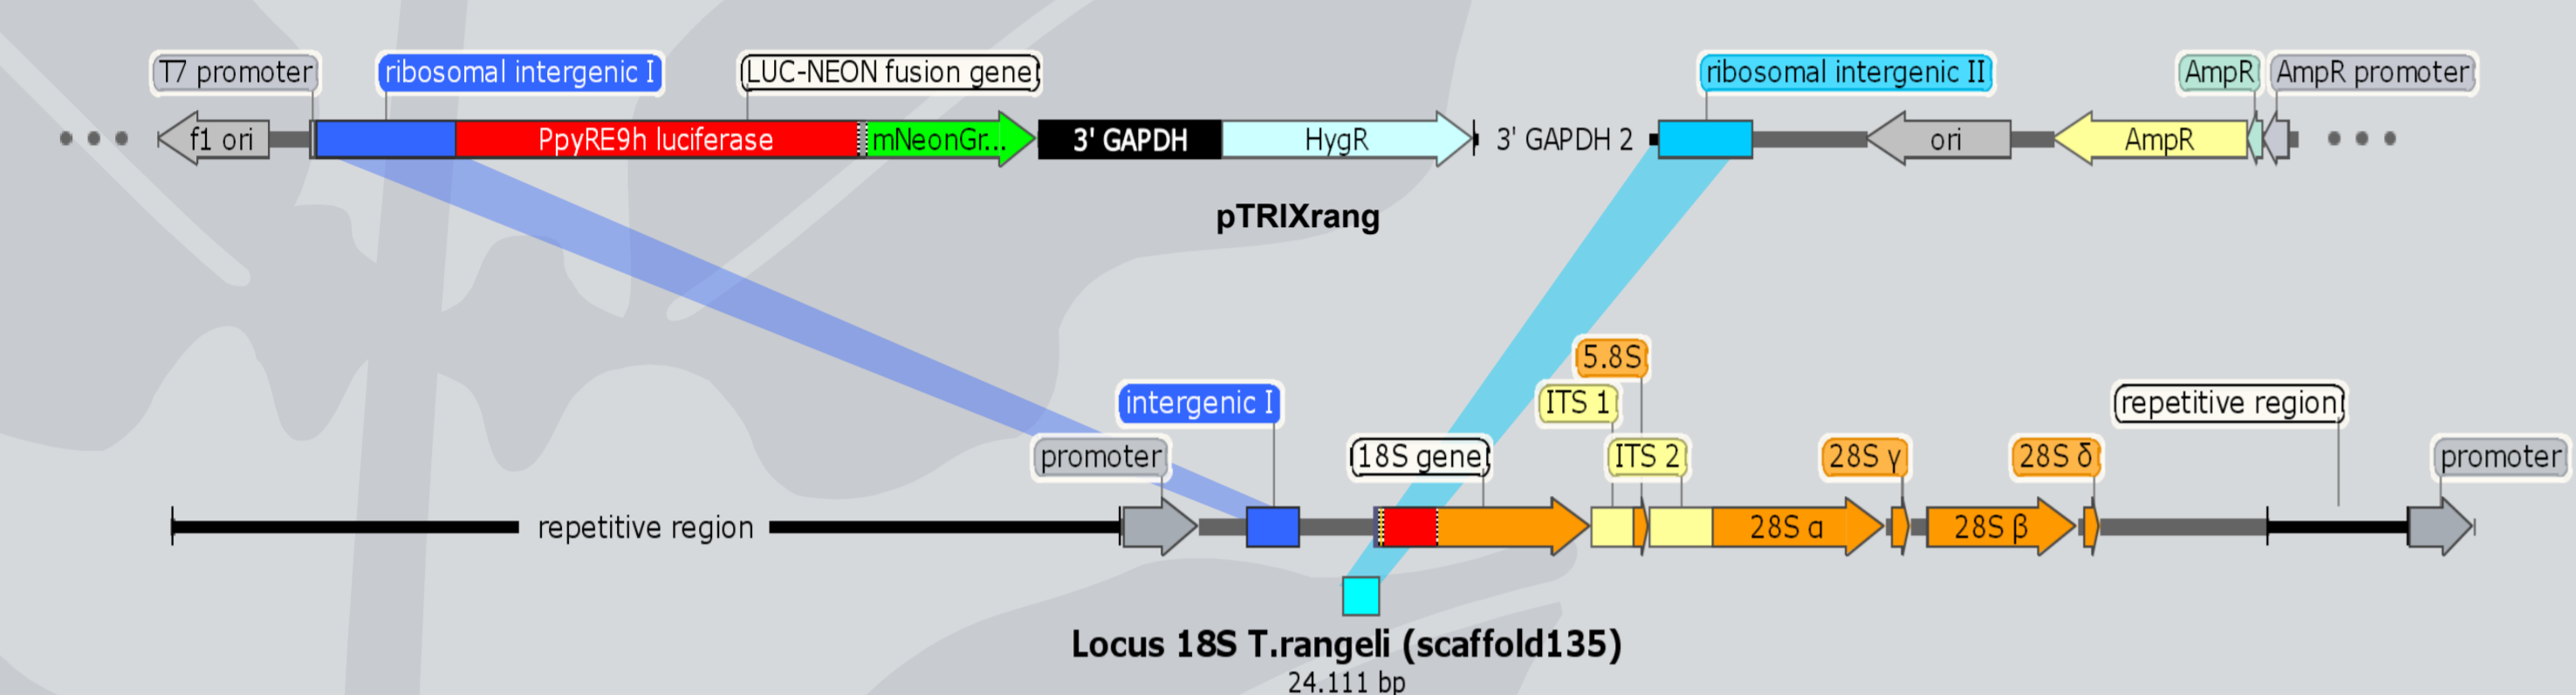 T7 promoter
ribosomal intergenic I
LUC-NEON fusion gene
ribosomal intergenic II
AmpR
AmpR promoter
f1 ori
PpyRE9h luciferase
mNeonGr...
3' GAPDH
HygR
3' GAPDH 2
ori
AmpR
pTRIXrang
5.8S
intergenic I
ITS 1
repetitive region
promoter
18S gene
ITS 2
28S γ
28S δ
promoter
repetitive region
28S α
28S β
Locus 18S T.rangeli (scaffold135)
24.111 bp